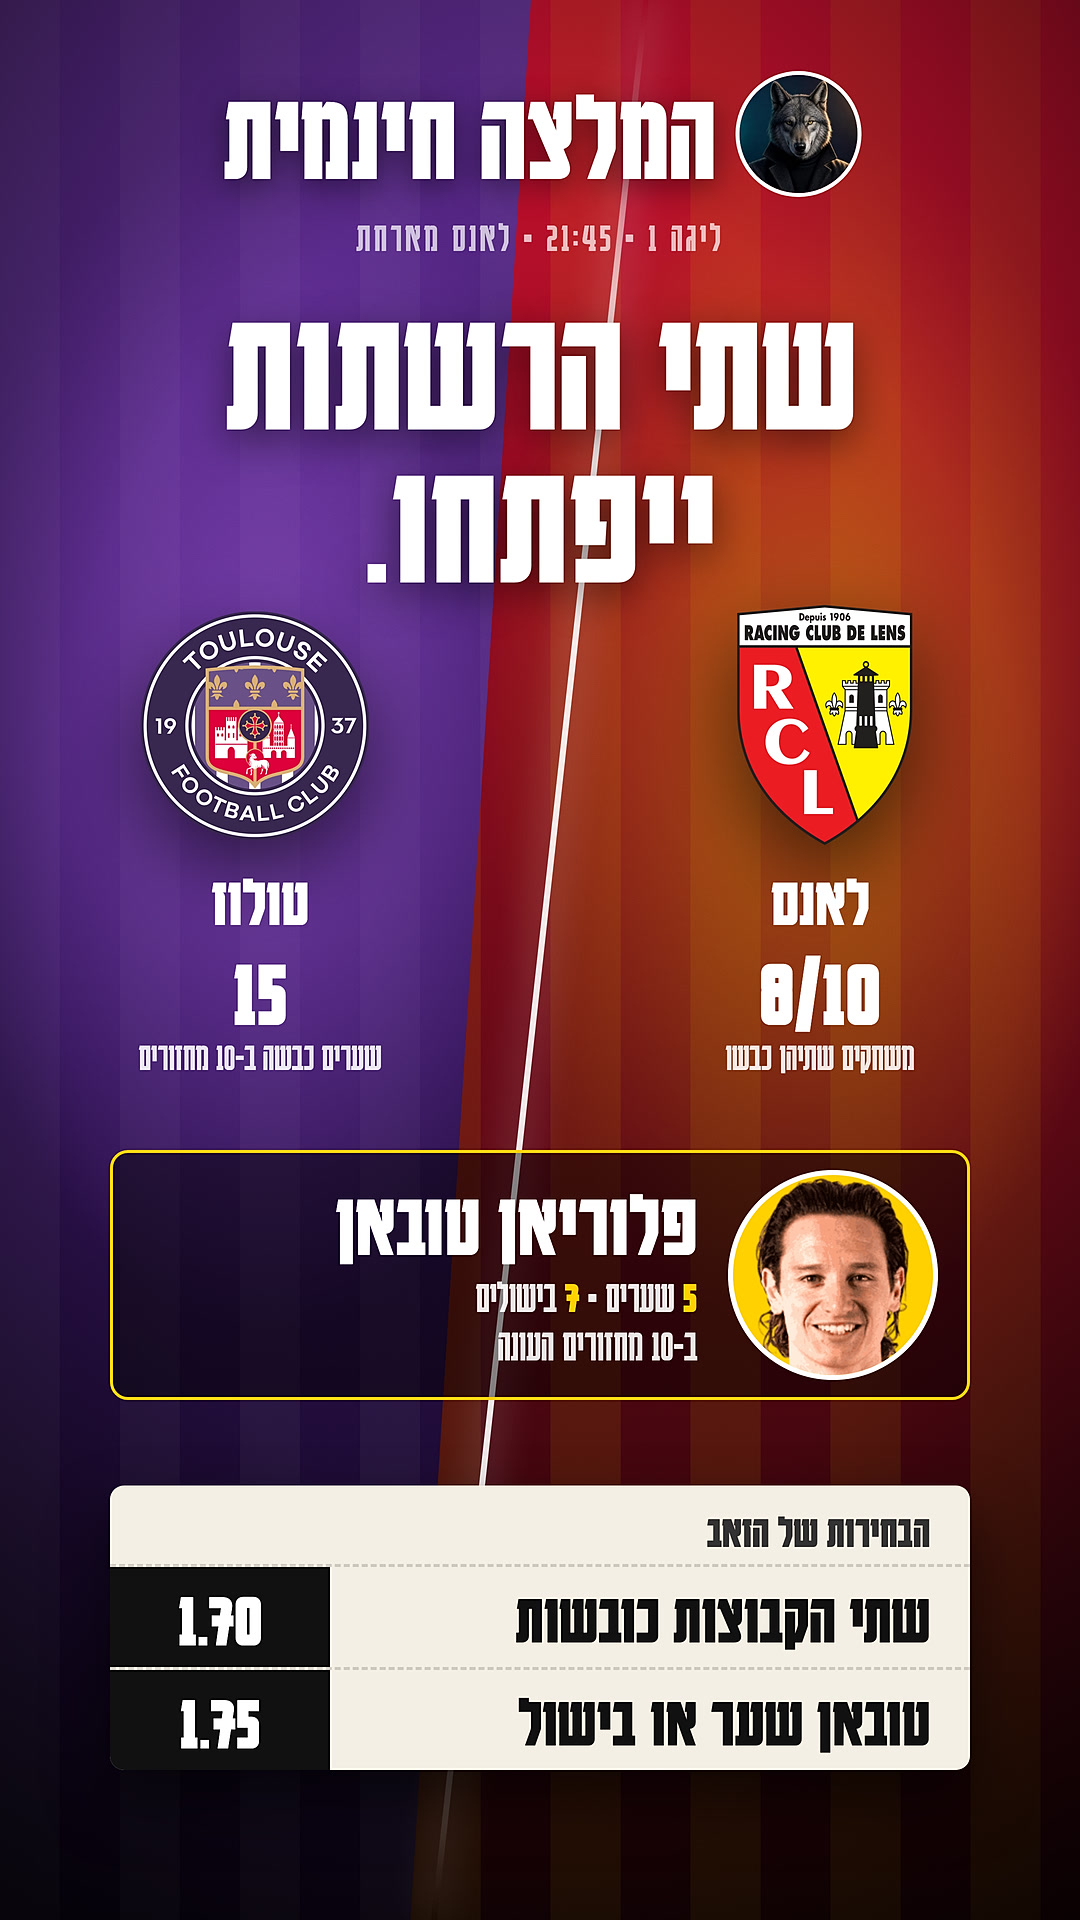 המלצה חינמית
ליגה 1 · 21:45 · לאנס מארחת
שתי הרשתות
ייפתחו.
Depuis 1906
RACING CLUB DE LENS
RCL
TOULOUSE
19 37
FOOTBALL CLUB
לאנס
8/10
משחקים שתיהן כבשו
טולוז
15
שערים כבשה ב-10 מחזורים
פלוריאן טובאן
5 שערים · 7 בישולים
ב-10 מחזורים העונה
הבחירות של הזאב
שתי הקבוצות כובשות 1.70
טובאן שער או בישול 1.75